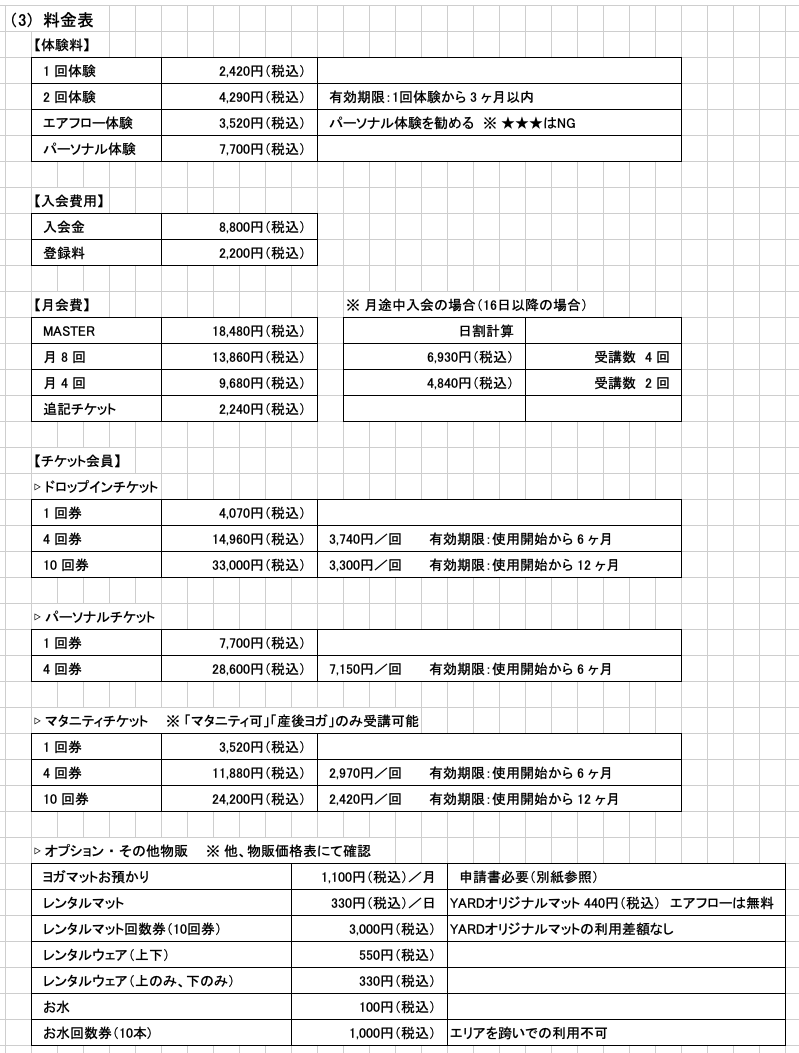 （3） 料金表
【体験料】
1 回体験 2,420円（税込）
2 回体験 4,290円（税込） 有効期限：1回体験から 3 ヶ月以内
エアフロー体験 3,520円（税込） パーソナル体験を勧める ※ ★★★はNG
パーソナル体験 7,700円（税込）
【入会費用】
入会金 8,800円（税込）
登録料 2,200円（税込）
【月会費】 ※ 月途中入会の場合（16日以降の場合）
MASTER 18,480円（税込） 日割計算
月 8 回 13,860円（税込） 6,930円（税込） 受講数 4 回
月 4 回 9,680円（税込） 4,840円（税込） 受講数 2 回
追記チケット 2,240円（税込）
【チケット会員】
▷ ドロップインチケット
1 回券 4,070円（税込）
4 回券 14,960円（税込） 3,740円／回 有効期限：使用開始から 6 ヶ月
10 回券 33,000円（税込） 3,300円／回 有効期限：使用開始から 12 ヶ月
▷ パーソナルチケット
1 回券 7,700円（税込）
4 回券 28,600円（税込） 7,150円／回 有効期限：使用開始から 6 ヶ月
▷ マタニティチケット ※ 「マタニティ可」「産後ヨガ」のみ受講可能
1 回券 3,520円（税込）
4 回券 11,880円（税込） 2,970円／回 有効期限：使用開始から 6 ヶ月
10 回券 24,200円（税込） 2,420円／回 有効期限：使用開始から 12 ヶ月
▷ オプション ・ その他物販 ※ 他、物販価格表にて確認
ヨガマットお預かり 1,100円（税込）／月 申請書必要（別紙参照）
レンタルマット 330円（税込）／日 YARDオリジナルマット 440円（税込） エアフローは無料
レンタルマット回数券（10回券） 3,000円（税込） YARDオリジナルマットの利用差額なし
レンタルウェア（上下） 550円（税込）
レンタルウェア（上のみ、下のみ） 330円（税込）
お水 100円（税込）
お水回数券（10本） 1,000円（税込） エリアを跨いでの利用不可